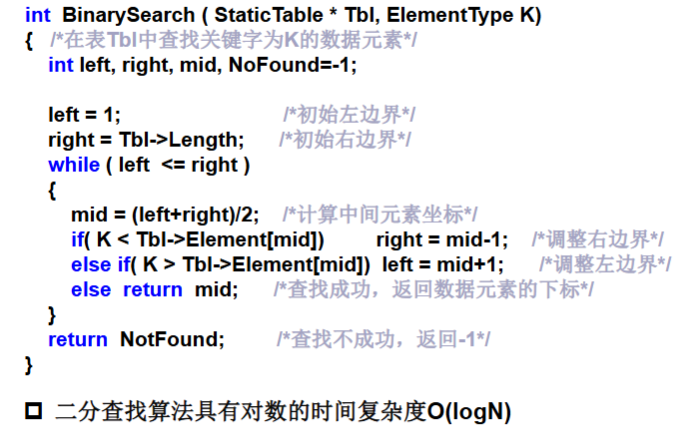 int BinarySearch ( StaticTable * Tbl, ElementType K)
{ /*在表Tbl中查找关键字为K的数据元素*/
int left, right, mid, NoFound=-1;
left = 1; /*初始左边界*/
right = Tbl->Length; /*初始右边界*/
while ( left <= right )
{
mid = (left+right)/2; /*计算中间元素坐标*/
if( K < Tbl->Element[mid]) right = mid-1; /*调整右边界*/
else if( K > Tbl->Element[mid]) left = mid+1; /*调整左边界*/
else return mid; /*查找成功，返回数据元素的下标*/
}
return NotFound; /*查找不成功，返回-1*/
}
二分查找算法具有对数的时间复杂度O(logN)